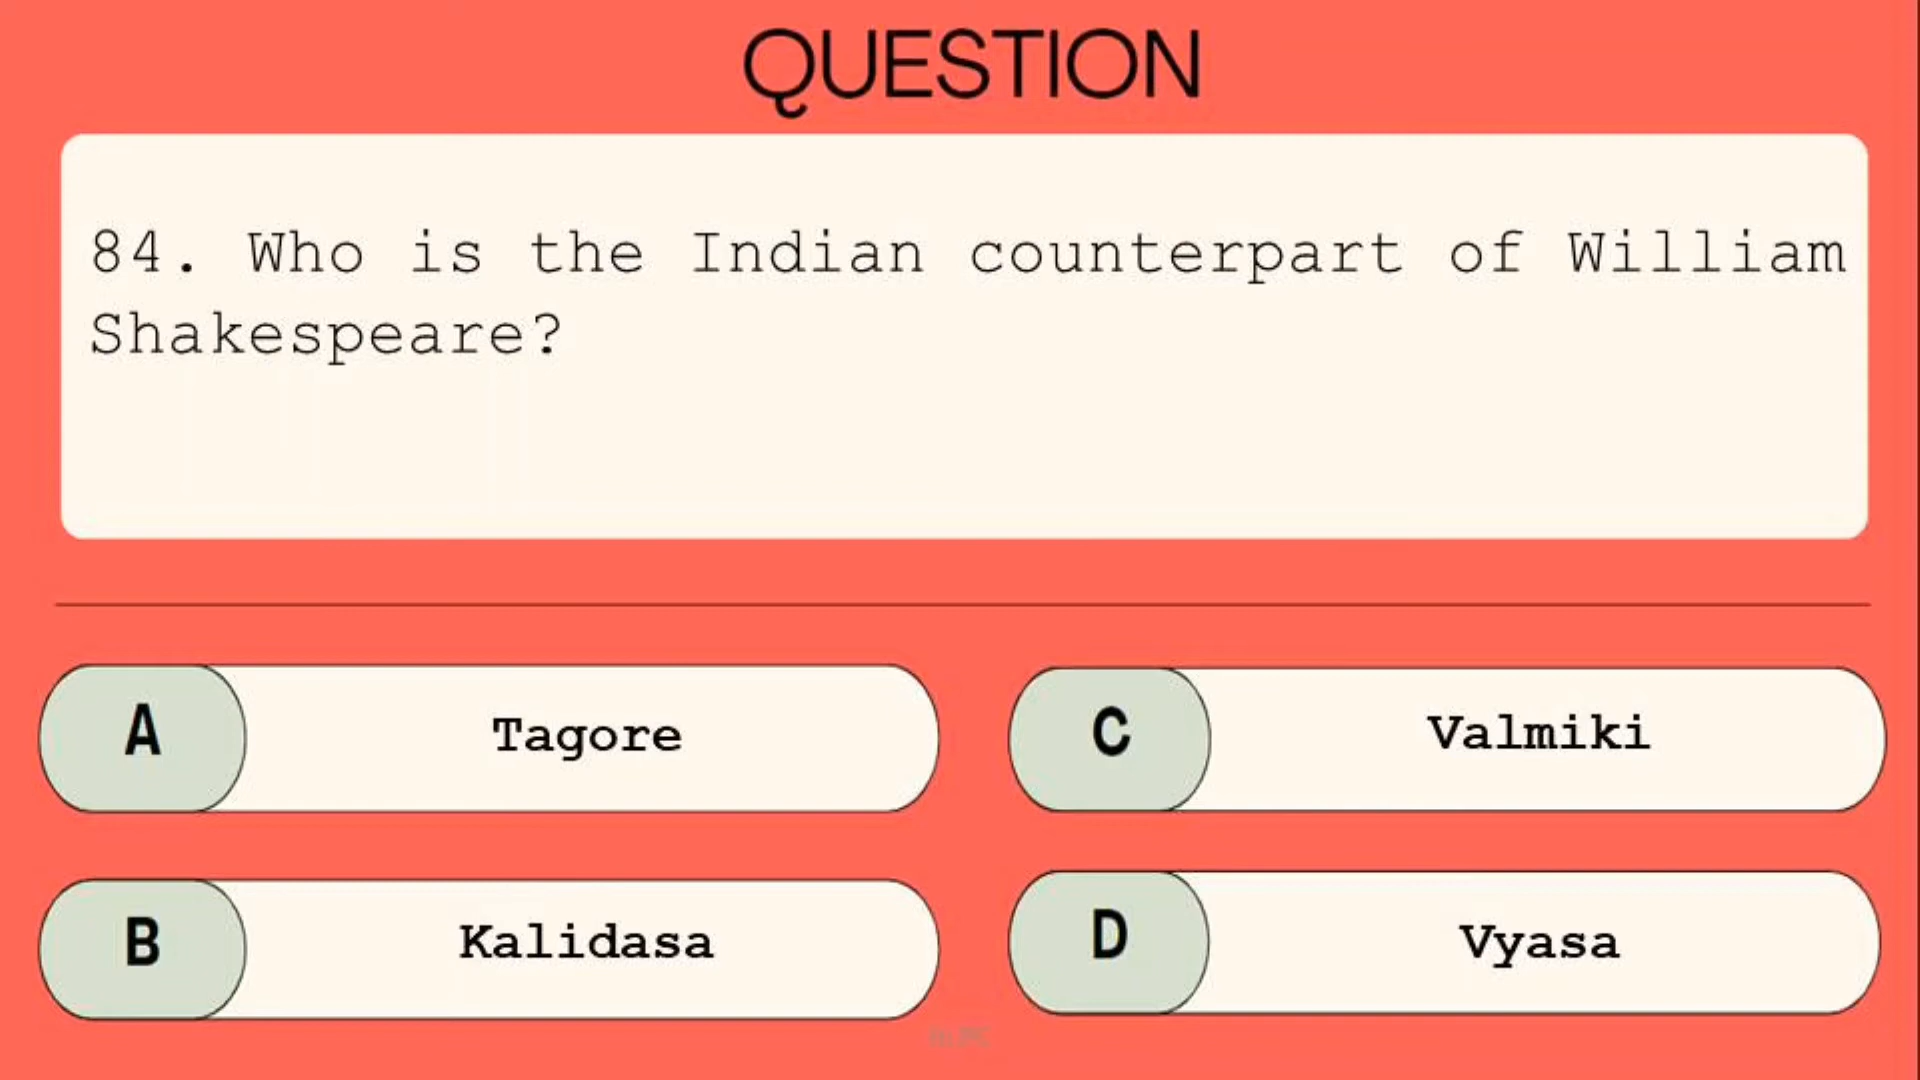 QUESTION
84. Who is the Indian counterpart of William
Shakespeare?
A
Tagore
C
Valmiki
B
Kalidasa
D
Vyasa